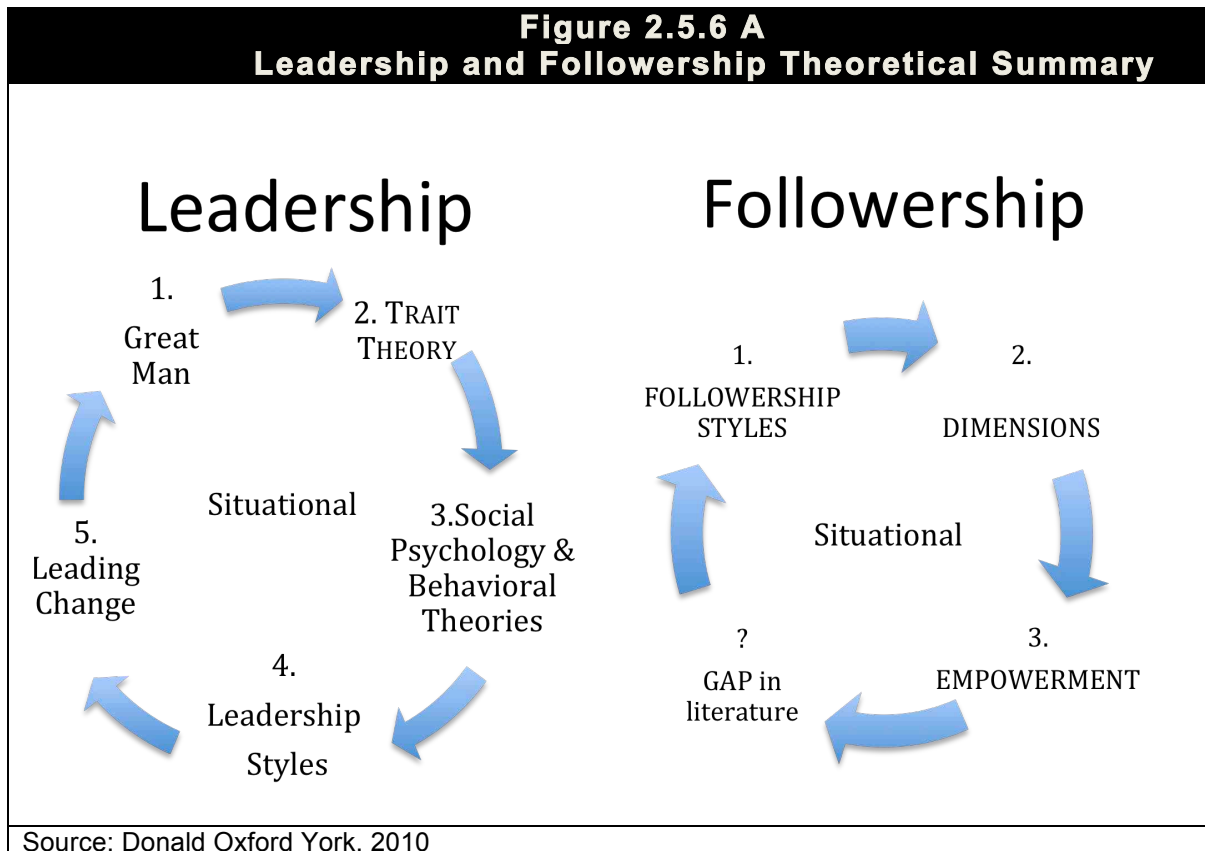 Figure 2.5.6 A
Leadership and Followership Theoretical Summary
Leadership
1.
Great
Man
2. TRAIT
THEORY
3.Social
Psychology &
Behavioral
Theories
4.
Leadership
Styles
5.
Leading
Change
Situational
Followership
1.
FOLLOWERSHIP
STYLES
2.
DIMENSIONS
3.
EMPOWERMENT
?
GAP in
literature
Situational
Source: Donald Oxford York, 2010